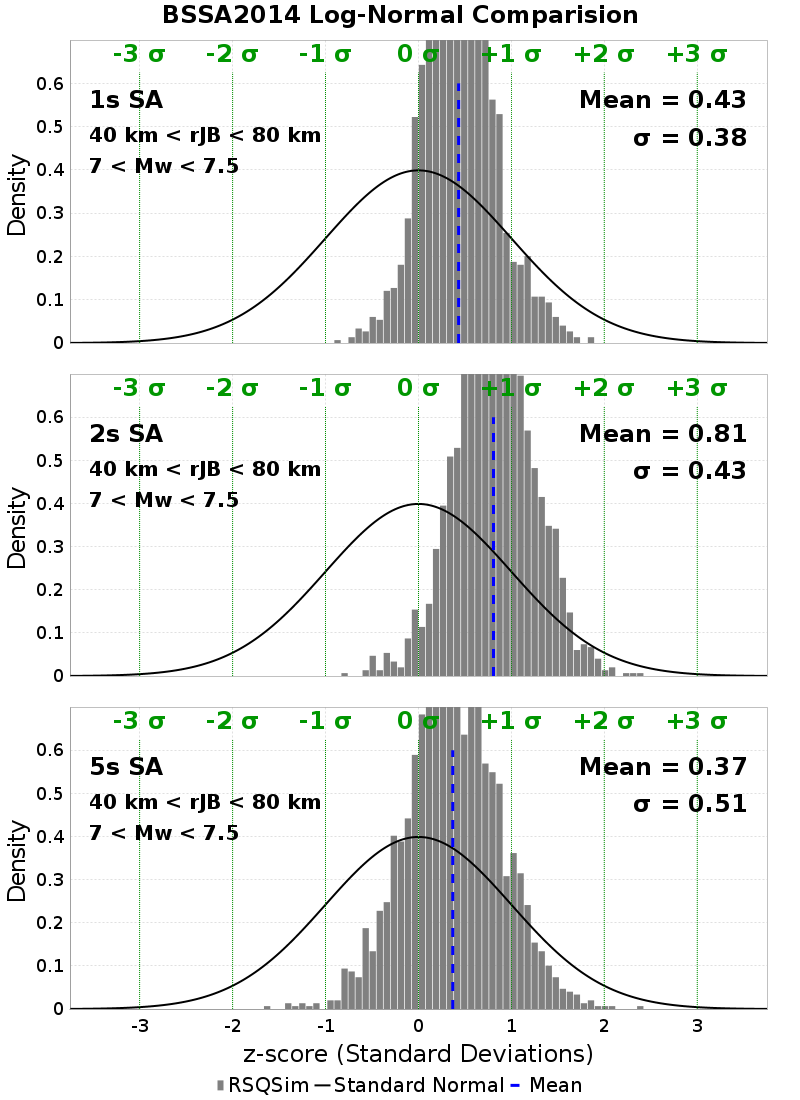 BSSA2014 Log-Normal Comparision
-3 σ -2 σ -1 σ 0 σ +1 σ +2 σ +3 σ
1s SA
Mean = 0.43
40 km < rJB < 80 km
σ = 0.38
7 < Mw < 7.5
Density
0.6
0.5
0.4
0.3
0.2
0.1
0
-3 σ -2 σ -1 σ 0 σ +1 σ +2 σ +3 σ
2s SA
Mean = 0.81
40 km < rJB < 80 km
σ = 0.43
7 < Mw < 7.5
Density
0.6
0.5
0.4
0.3
0.2
0.1
0
-3 σ -2 σ -1 σ 0 σ +1 σ +2 σ +3 σ
5s SA
Mean = 0.37
40 km < rJB < 80 km
σ = 0.51
7 < Mw < 7.5
Density
0.6
0.5
0.4
0.3
0.2
0.1
0
-3 -2 -1 0 1 2 3
z-score (Standard Deviations)
RSQSim Standard Normal Mean